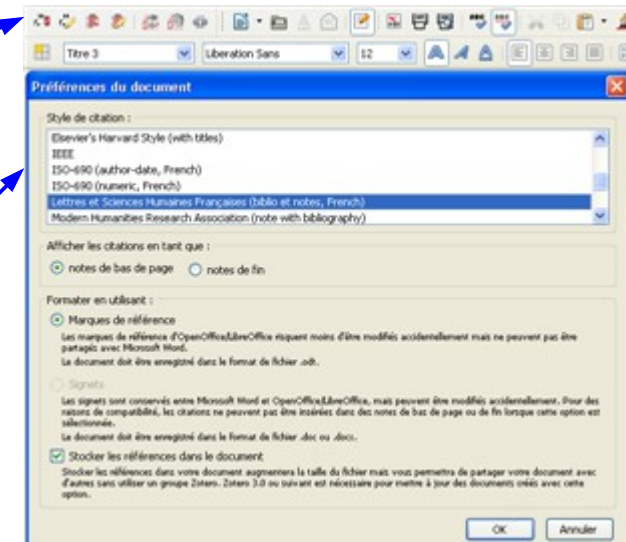 Titre 3
Liberation Sans
12
Préférences du document
Style de citation :
Elsevier's Harvard Style (with titles)
IEEE
ISO-690 (author-date, French)
ISO-690 (numeric, French)
Lettres et Sciences Humaines Françaises (biblio et notes, French)
Modern Humanities Research Association (note with bibliography)
Afficher les citations en tant que :
notes de bas de page
notes de fin
Formater en utilisant :
Marques de référence
Les marques de référence d'OpenOffice/LibreOffice risquent moins d'être modifiés accidentellement mais ne peuvent pas être
partagés avec Microsoft Word.
Le document doit être enregistré dans le format de fichier .odt.
Signets
Les signets sont conservés entre Microsoft Word et OpenOffice/LibreOffice, mais peuvent être modifiés accidentellement. Pour des
raisons de compatibilité, les citations ne peuvent pas être insérées dans des notes de bas de page ou de fin lorsque cette option est
sélectionnée.
Le document doit être enregistré dans le format de fichier .doc ou .docx.
Stocker les références dans le document
Stocker les références dans votre document augmentera la taille du fichier mais vous permettra de partager votre document avec
d'autres sans utiliser un groupe Zotero. Zotero 3.0 ou suivant est nécessaire pour mettre à jour des documents créés avec cette
option.
OK
Annuler